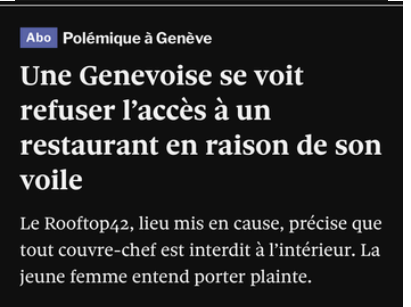 Abo Polémique à Genève
Une Genevoise se voit
refuser l’accès à un
restaurant en raison de son
voile
Le Rooftop42, lieu mis en cause, précise que
tout couvre-chef est interdit à l’intérieur. La
jeune femme entend porter plainte.